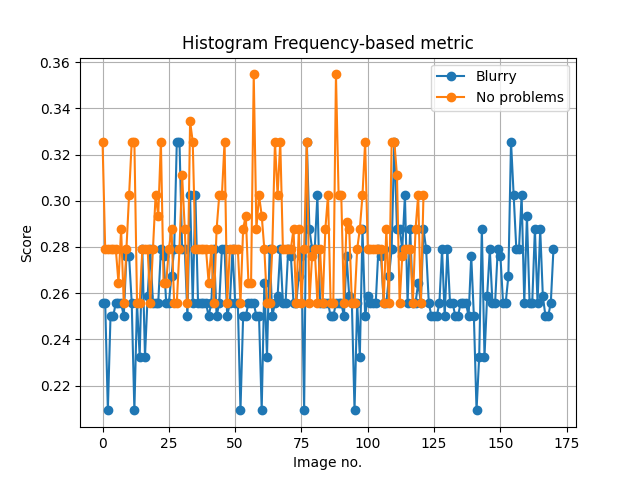 Histogram Frequency-based metric
0.36
0.34
0.32
0.30
0.28
0.26
0.24
0.22
Score
Blurry
No problems
0 25 50 75 100 125 150 175
Image no.